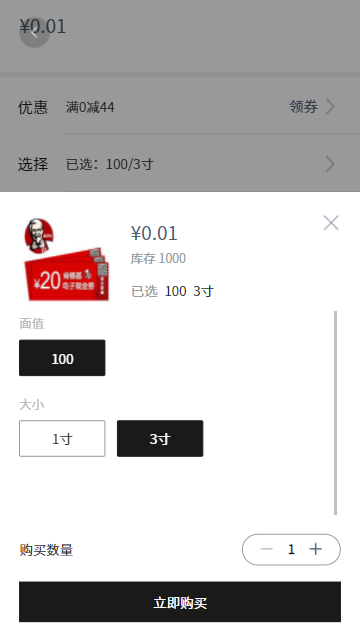 ¥0.01
优惠 满0减44 领券
选择 已选：100/3寸
¥0.01
库存 1000
已选 100 3寸
¥20 肯德基
电子现金券
面值
100
大小
1寸 3寸
购买数量 1
立即购买